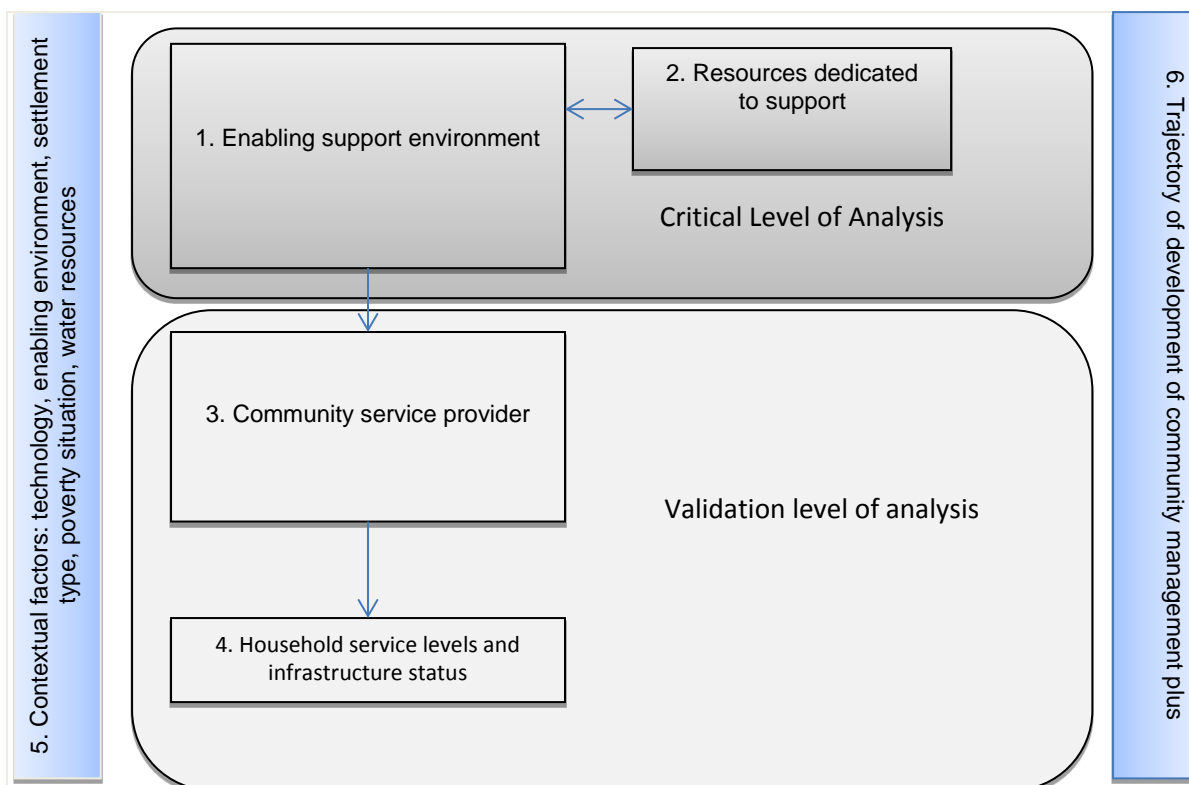 5. Contextual factors: technology, enabling environment, settlement
type, poverty situation, water resources
1. Enabling support environment
2. Resources dedicated
to support
Critical Level of Analysis
3. Community service provider
Validation level of analysis
4. Household service levels and
infrastructure status
6. Trajectory of development of community management plus